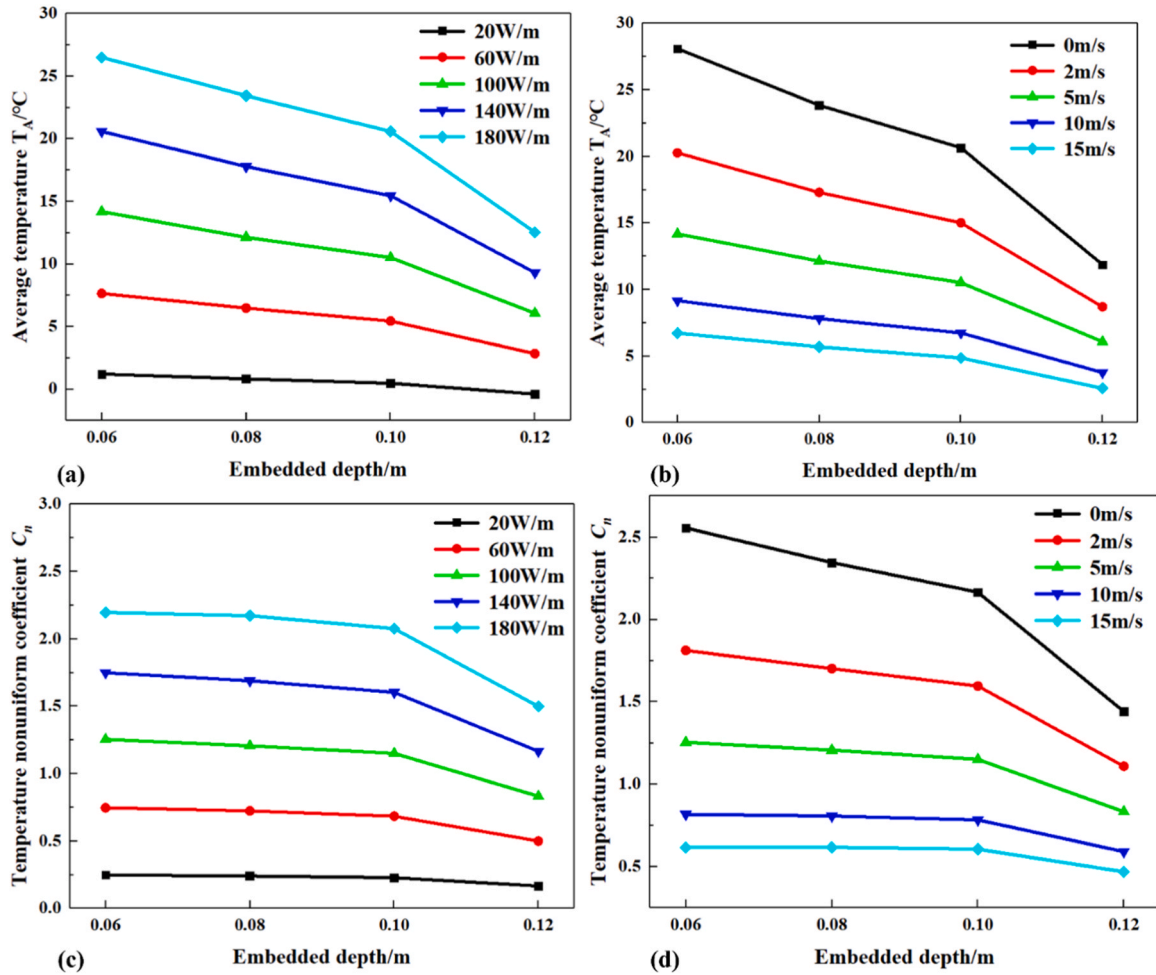 30
25
20
15
10
5
0
Average temperature T_A/°C
20W/m
60W/m
100W/m
140W/m
180W/m
0.06 0.08 0.10 0.12
(a) Embedded depth/m
30
25
20
15
10
5
0
Average temperature T_A/°C
0m/s
2m/s
5m/s
10m/s
15m/s
0.06 0.08 0.10 0.12
(b) Embedded depth/m
3.0
2.5
2.0
1.5
1.0
0.5
0.0
Temperature nonuniform coefficient C_n
20W/m
60W/m
100W/m
140W/m
180W/m
0.06 0.08 0.10 0.12
(c) Embedded depth/m
2.5
2.0
1.5
1.0
0.5
Temperature nonuniform coefficient C_n
0m/s
2m/s
5m/s
10m/s
15m/s
0.06 0.08 0.10 0.12
(d) Embedded depth/m